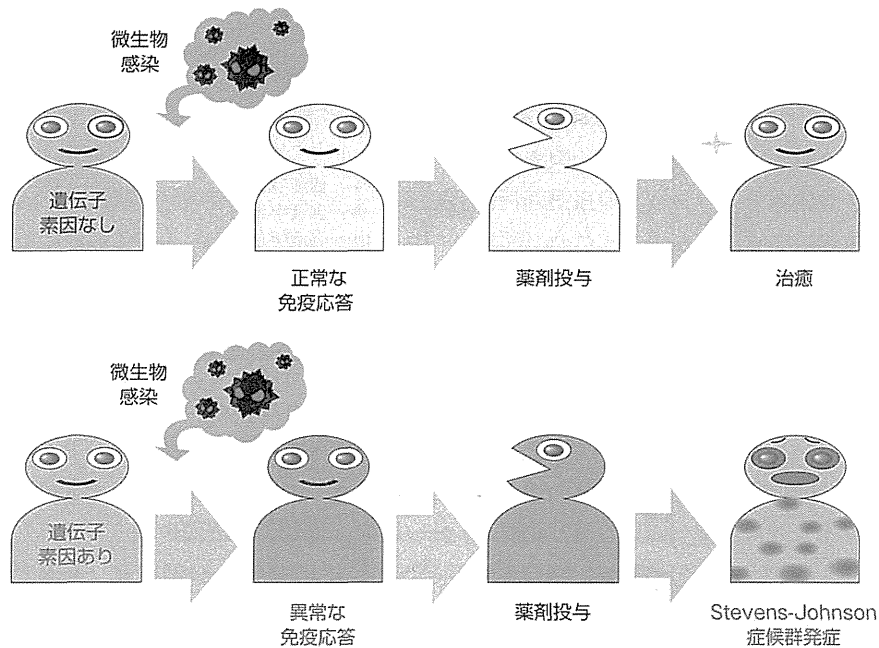 微生物
感染
遺伝子
素因なし
正常な
免疫応答
薬剤投与
治癒
微生物
感染
遺伝子
素因あり
異常な
免疫応答
薬剤投与
Stevens-Johnson
症候群発症